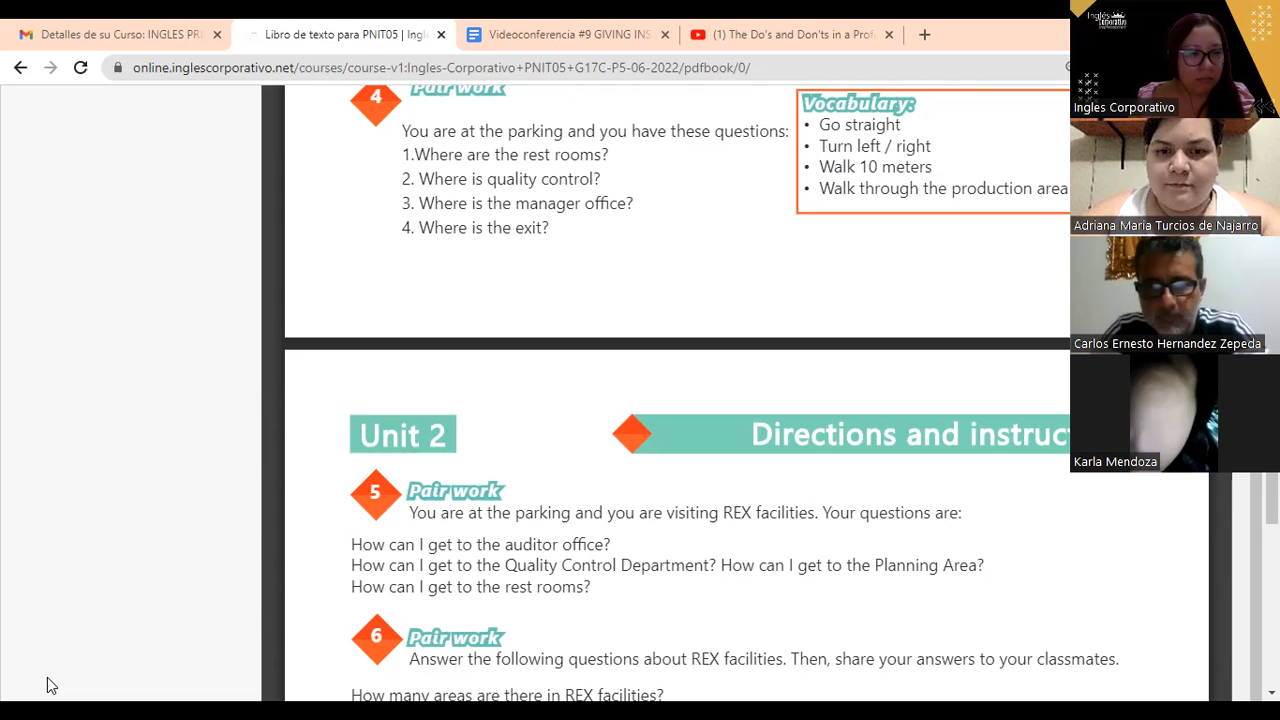 Detalles de su Curso: INGLES PRI
Libro de texto para PNIT05 | Ingl
Videoconferencia #9 GIVING INS
(1) The Do's and Don'ts in a Prof
online.inglescorporativo.net/courses/course-v1:Ingles-Corporativo+PNIT05+G17C-P5-06-2022/pdfbook/0/
4
Pair work
You are at the parking and you have these questions:
1.Where are the rest rooms?
2. Where is quality control?
3. Where is the manager office?
4. Where is the exit?
Vocabulary:
• Go straight
• Turn left / right
• Walk 10 meters
• Walk through the production area
Unit 2
Directions and instruct
5
Pair work
You are at the parking and you are visiting REX facilities. Your questions are:
How can I get to the auditor office?
How can I get to the Quality Control Department? How can I get to the Planning Area?
How can I get to the rest rooms?
6
Pair work
Answer the following questions about REX facilities. Then, share your answers to your classmates.
How many areas are there in REX facilities?
Inglés
Corporativo
Ingles Corporativo
Adriana Maria Turcios de Najarro
Carlos Ernesto Hernandez Zepeda
Karla Mendoza